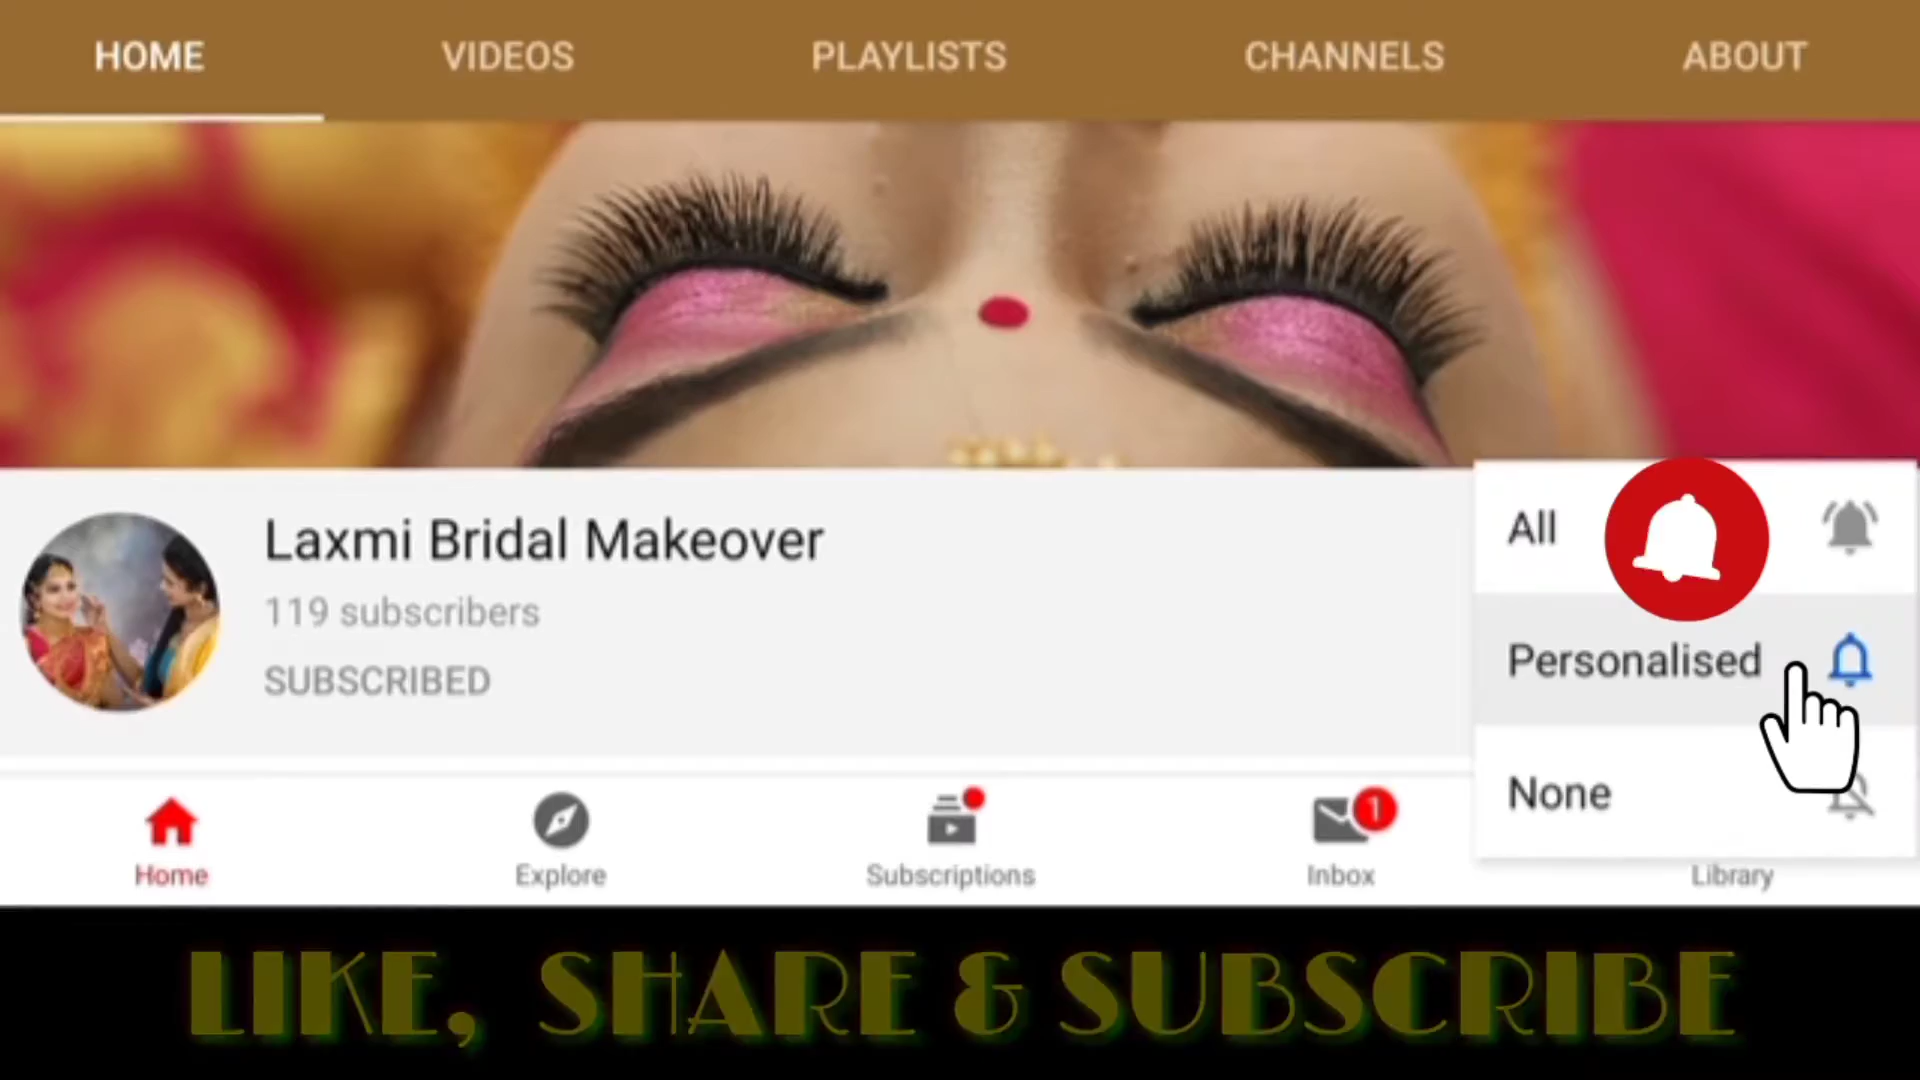 HOME VIDEOS PLAYLISTS CHANNELS ABOUT
Laxmi Bridal Makeover
119 subscribers
SUBSCRIBED
All
Personalised
None
Home Explore Subscriptions Inbox Library
1
LIKE, SHARE & SUBSCRIBE